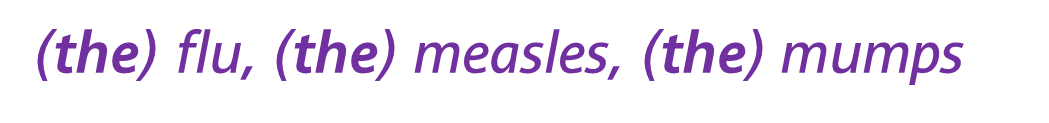 (the) flu, (the) measles, (the) mumps